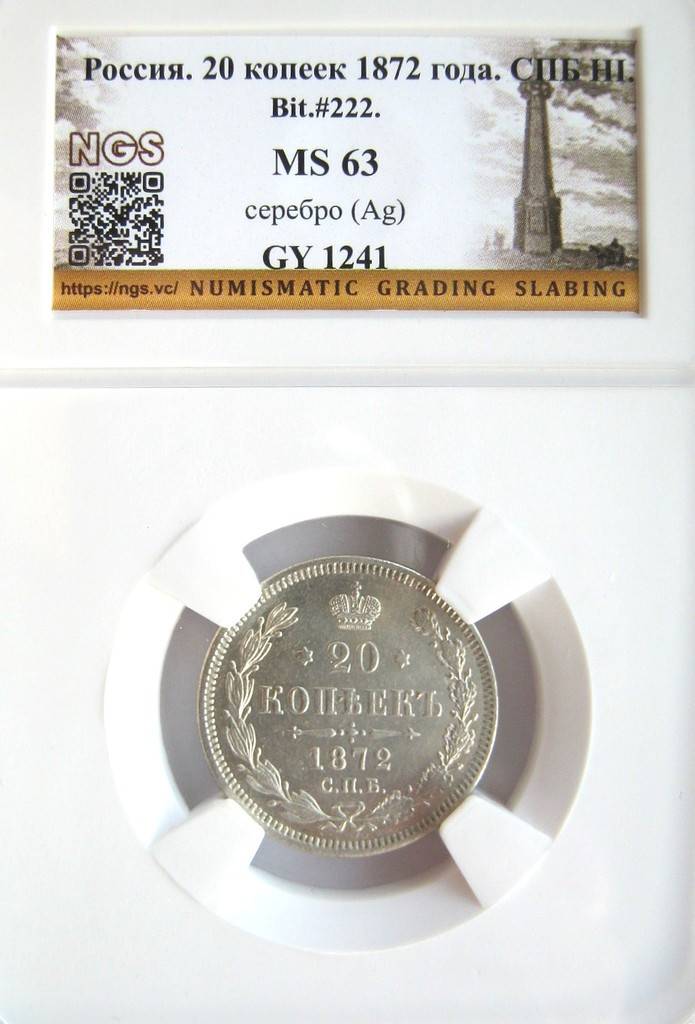 Россия. 20 копеек 1872 года. СПБ HI.
Bit.#222.
NGS
MS 63
серебро (Ag)
GY 1241
https://ngs.vc/ NUMISMATIC GRADING SLABING
20
КОПѢЕКЪ
1872
С.П.Б.